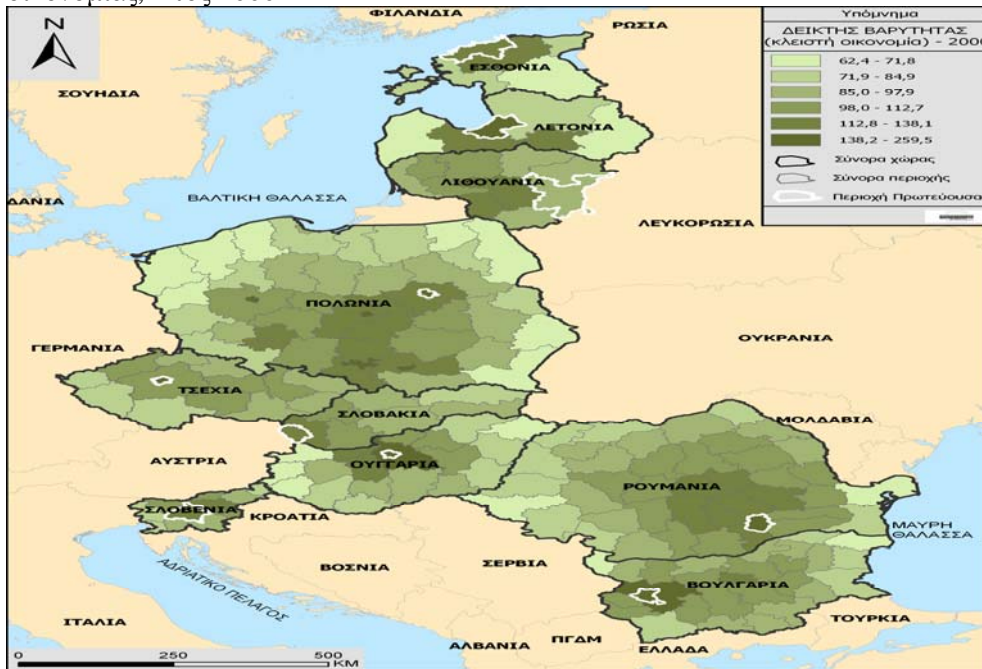 ΦΙΛΑΝΔΙΑ
ΡΩΣΙΑ
Υπόμνημα
ΔΕΙΚΤΗΣ ΒΑΡΥΤΗΤΑΣ
(κλειστή οικονομία) - 200
62,4 - 71,8
71,9 - 84,9
85,0 - 97,9
98,0 - 112,7
112,8 - 138,1
138,2 - 259,5
Σύνορα χώρας
Σύνορα περιοχής
Περιοχή Πρωτεύουσα
N
ΣΟΥΗΔΙΑ
ΕΣΘΟΝΙΑ
ΛΕΤΟΝΙΑ
ΛΙΘΟΥΑΝΙΑ
ΒΑΛΤΙΚΗ ΘΑΛΑΣΣΑ
ΔΑΝΙΑ
ΛΕΥΚΟΡΩΣΙΑ
ΠΟΛΩΝΙΑ
ΓΕΡΜΑΝΙΑ
ΟΥΚΡΑΝΙΑ
ΤΣΕΧΙΑ
ΣΛΟΒΑΚΙΑ
ΜΟΛΔΑΒΙΑ
ΑΥΣΤΡΙΑ
ΟΥΓΓΑΡΙΑ
ΡΟΥΜΑΝΙΑ
ΣΛΟΒΕΝΙΑ
ΚΡΟΑΤΙΑ
ΜΑΥΡΗ
ΘΑΛΑΣΣΑ
ΒΟΣΝΙΑ
ΣΕΡΒΙΑ
ΒΟΥΛΓΑΡΙΑ
ΑΔΡΙΑΤΙΚΟ ΠΕΛΑΓΟΣ
ΙΤΑΛΙΑ
ΑΛΒΑΝΙΑ
ΠΓΔΜ
ΕΛΛΑΔΑ
ΤΟΥΡΚΙΑ
0 250 500
KM